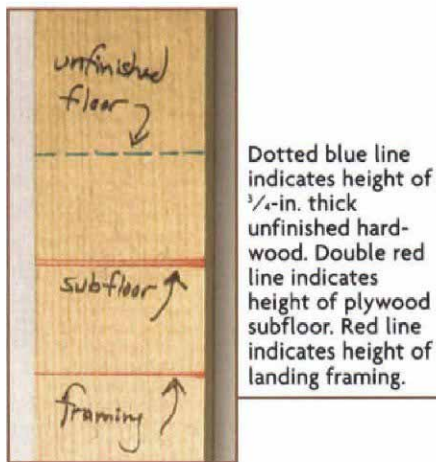 unfinished
floor
subfloor
framing
Dotted blue line
indicates height of
3/4-in. thick
unfinished hard-
wood. Double red
line indicates
height of plywood
subfloor. Red line
indicates height of
landing framing.